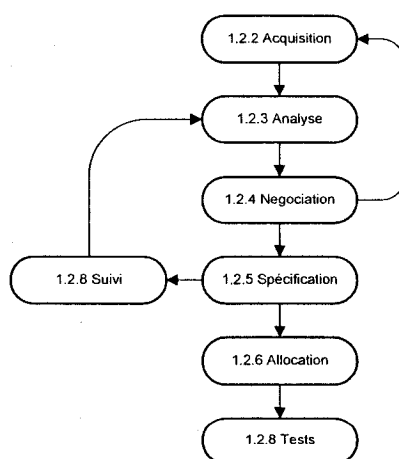 1.2.2 Acquisition
1.2.3 Analyse
1.2.4 Negociation
1.2.8 Suivi
1.2.5 Spécification
1.2.6 Allocation
1.2.8 Tests